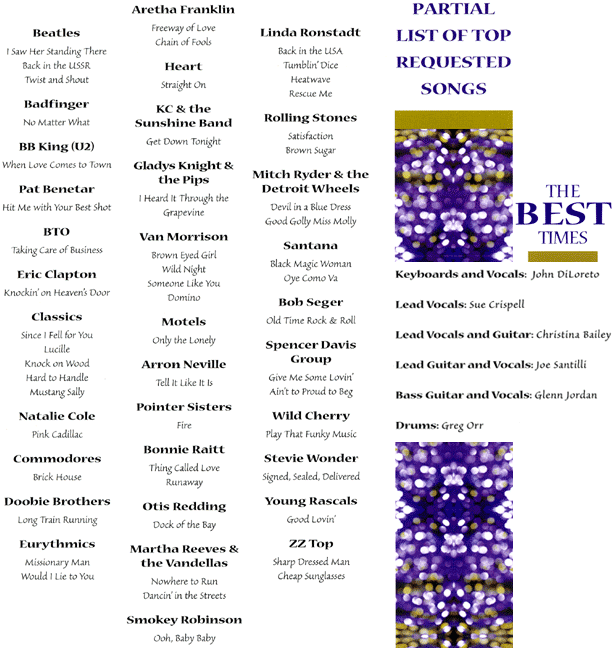 Beatles
I Saw Her Standing There
Back in the USSR
Twist and Shout
Badfinger
No Matter What
BB King (U2)
When Love Comes to Town
Pat Benetar
Hit Me with Your Best Shot
BTO
Taking Care of Business
Eric Clapton
Knockin' on Heaven's Door
Classics
Since I Fell for You
Lucille
Knock on Wood
Hard to Handle
Mustang Sally
Natalie Cole
Pink Cadillac
Commodores
Brick House
Doobie Brothers
Long Train Running
Eurythmics
Missionary Man
Would I Lie to You
Aretha Franklin
Freeway of Love
Chain of Fools
Heart
Straight On
KC & the
Sunshine Band
Get Down Tonight
Gladys Knight &
the Pips
I Heard It Through the
Grapevine
Van Morrison
Brown Eyed Girl
Wild Night
Someone Like You
Domino
Motels
Only the Lonely
Arron Neville
Tell It Like It Is
Pointer Sisters
Fire
Bonnie Raitt
Thing Called Love
Runaway
Otis Redding
Dock of the Bay
Martha Reeves &
the Vandellas
Nowhere to Run
Dancin' in the Streets
Smokey Robinson
Ooh, Baby Baby
Linda Ronstadt
Back in the USA
Tumblin' Dice
Heatwave
Rescue Me
Rolling Stones
Satisfaction
Brown Sugar
Mitch Ryder & the
Detroit Wheels
Devil in a Blue Dress
Good Golly Miss Molly
Santana
Black Magic Woman
Oye Como Va
Bob Seger
Old Time Rock & Roll
Spencer Davis
Group
Give Me Some Lovin'
Ain't to Proud to Beg
Wild Cherry
Play That Funky Music
Stevie Wonder
Signed, Sealed, Delivered
Young Rascals
Good Lovin'
ZZ Top
Sharp Dressed Man
Cheap Sunglasses
PARTIAL
LIST OF TOP
REQUESTED
SONGS
THE
BEST
TIMES
Keyboards and Vocals: John DiLoreto
Lead Vocals: Sue Crispell
Lead Vocals and Guitar: Christina Bailey
Lead Guitar and Vocals: Joe Santilli
Bass Guitar and Vocals: Glenn Jordan
Drums: Greg Orr